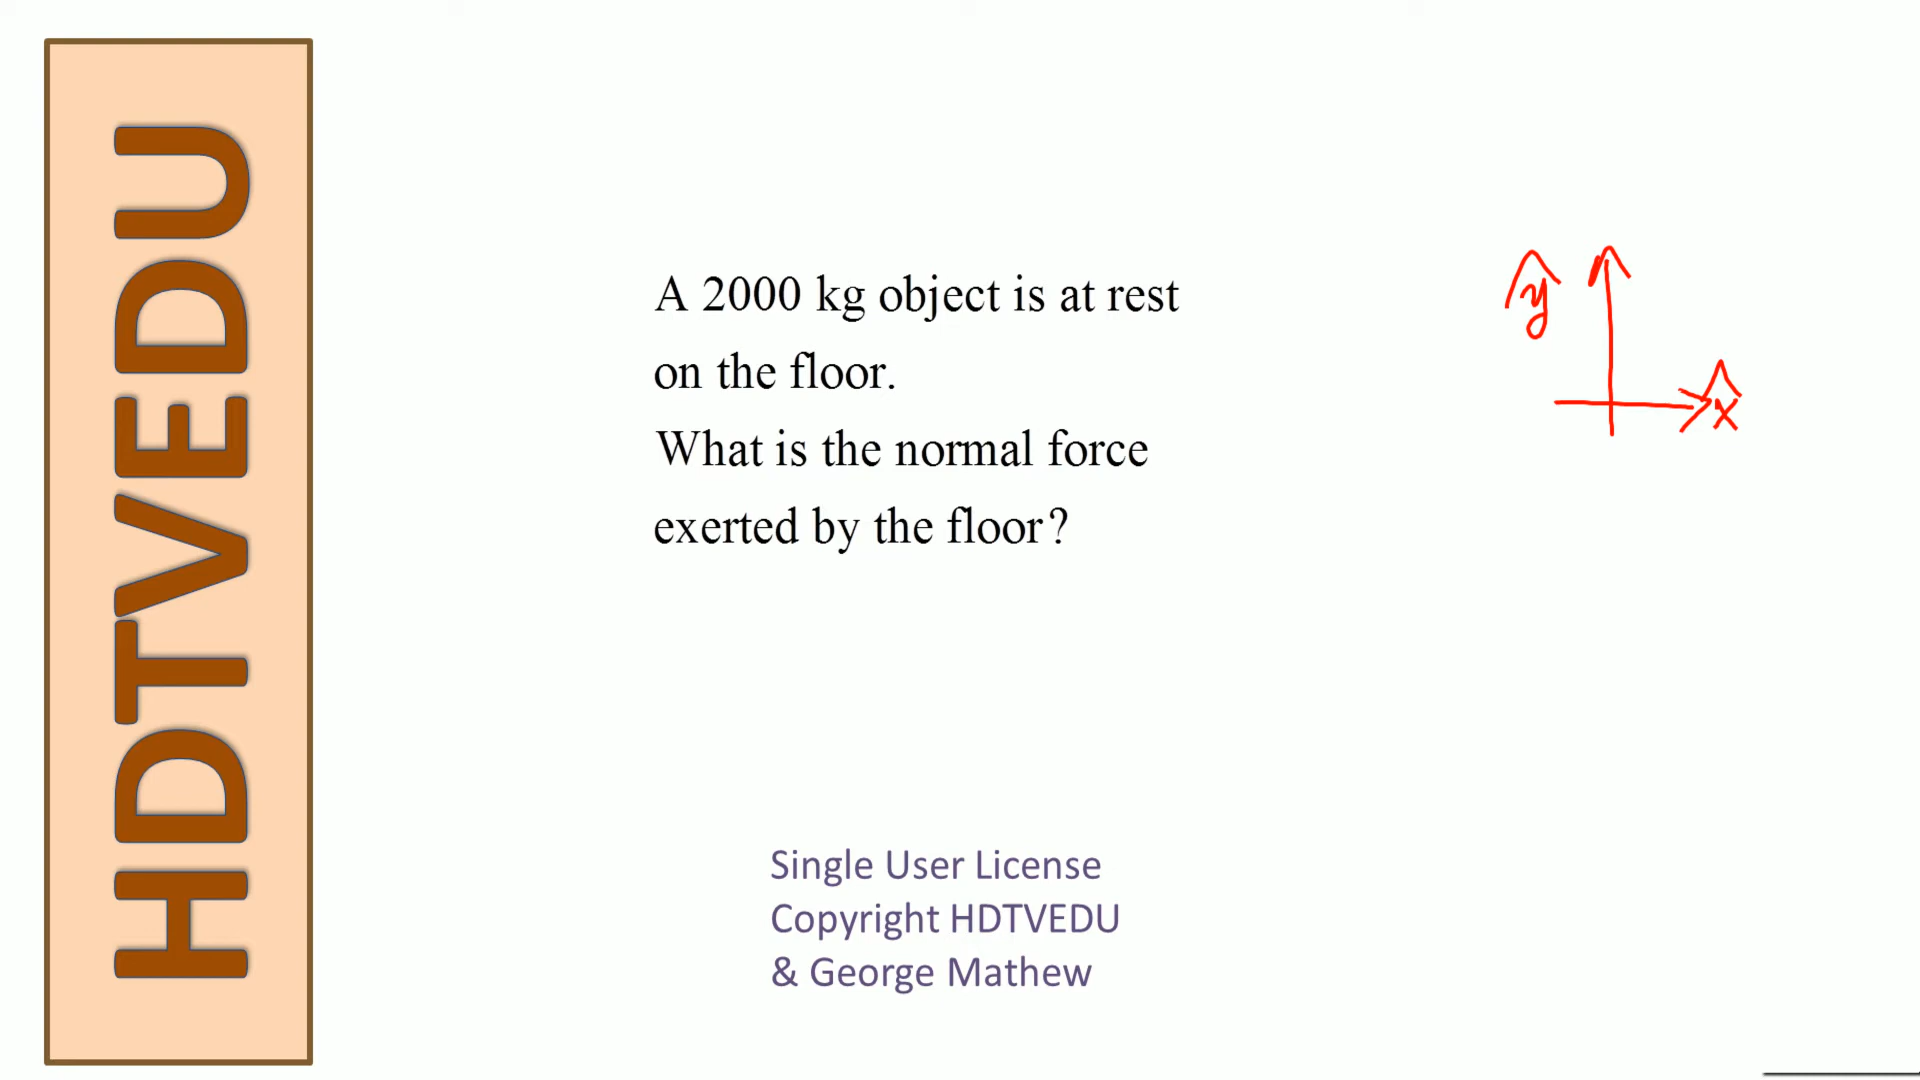 HDTVEDU
A 2000 kg object is at rest
on the floor.
What is the normal force
exerted by the floor?
ŷ
x̂
Single User License
Copyright HDTVEDU
& George Mathew